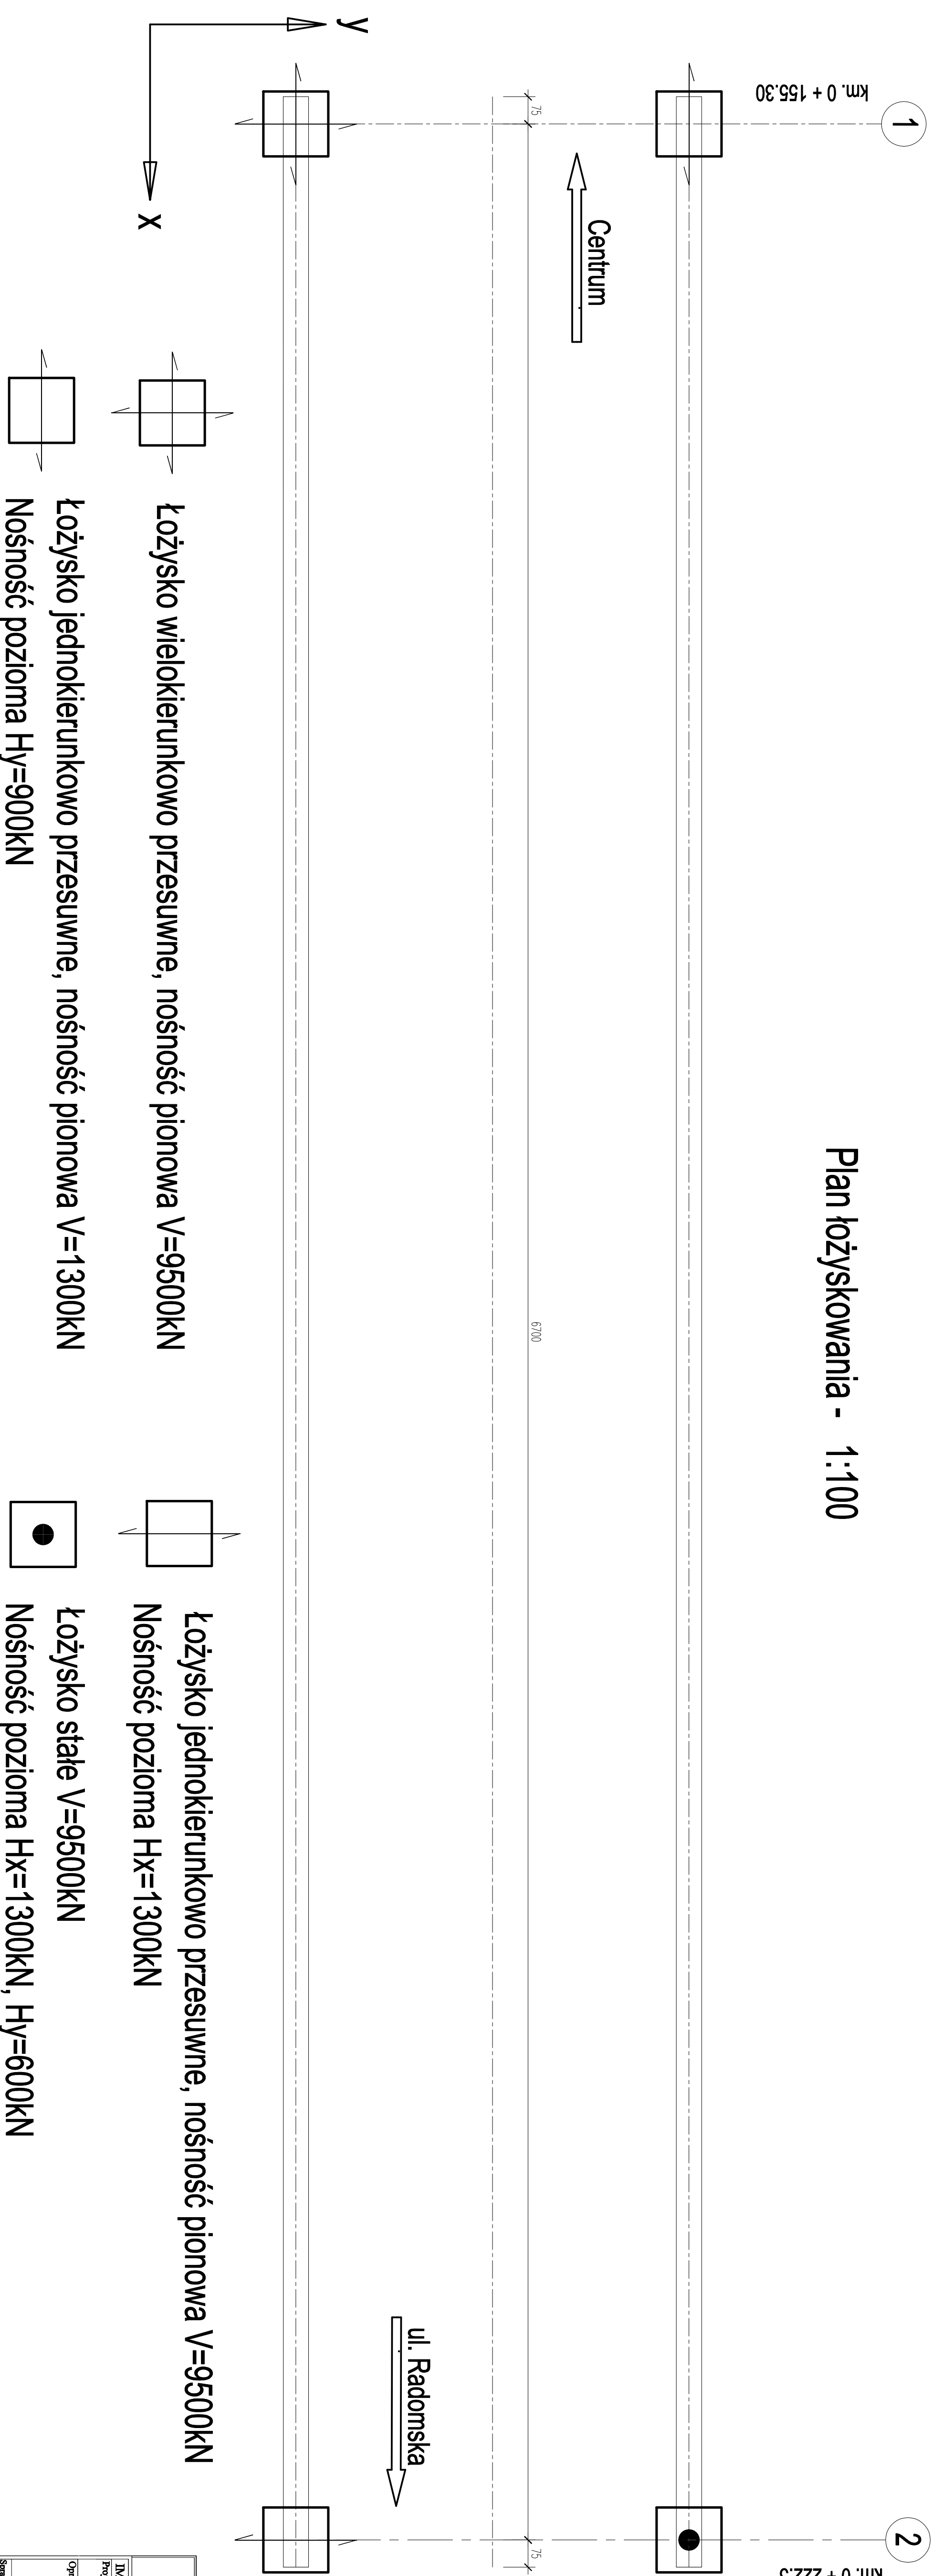 Plan łożyskowania - 1:100
1
km. 0 + 155.30
2
Centrum
75
6700
75
ul. Radomska
y
x
Łożysko wielokierunkowo przesuwne, nośność pionowa V=9500kN
Łożysko jednokierunkowo przesuwne, nośność pionowa V=1300kN
Nośność pozioma Hy=900kN
Łożysko jednokierunkowo przesuwne, nośność pionowa V=9500kN
Nośność pozioma Hx=1300kN
Łożysko stałe V=9500kN
Nośność pozioma Hx=1300kN, Hy=600kN